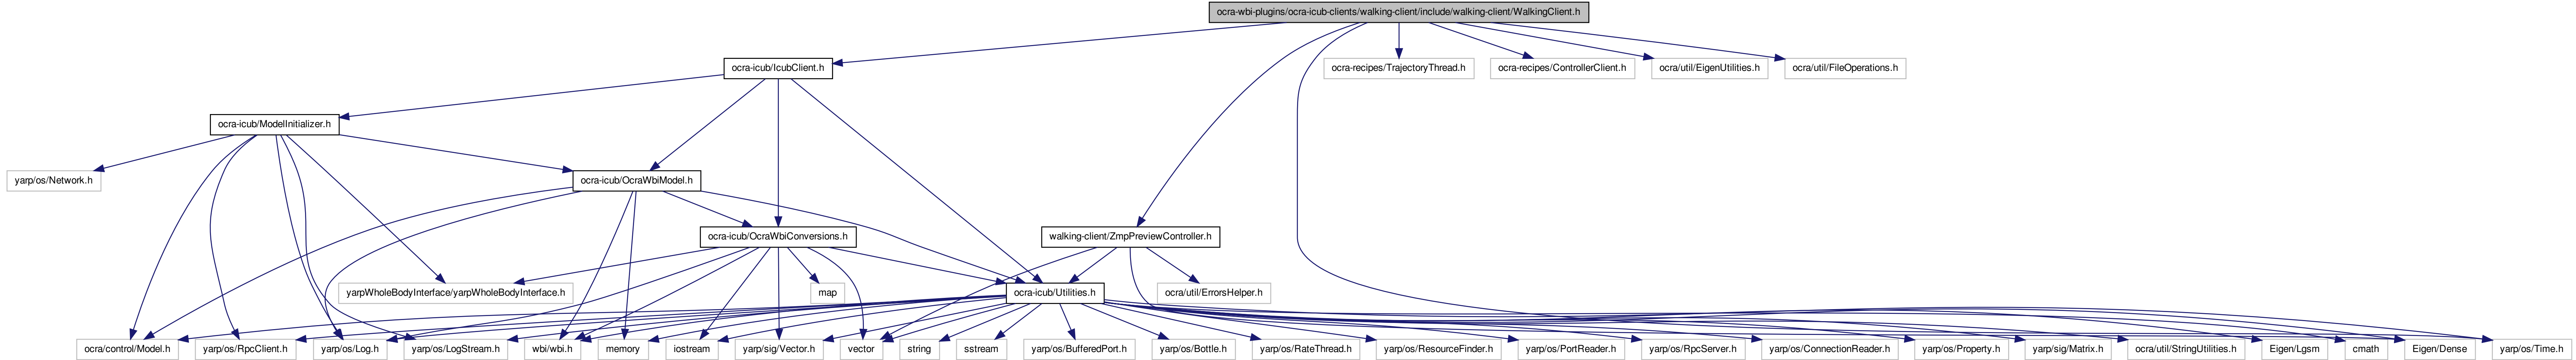 ocra-wbi-plugins/ocra-icub-clients/walking-client/include/walking-client/WalkingClient.h
ocra-icub/IcubClient.h
ocra-recipes/TrajectoryThread.h
ocra-recipes/ControllerClient.h
ocra/util/EigenUtilities.h
ocra/util/FileOperations.h
ocra-icub/ModelInitializer.h
yarp/os/Network.h
ocra-icub/OcraWbiModel.h
ocra-icub/OcraWbiConversions.h
walking-client/ZmpPreviewController.h
yarpWholeBodyInterface/yarpWholeBodyInterface.h
map
ocra-icub/Utilities.h
ocra/util/ErrorsHelper.h
ocra/control/Model.h
yarp/os/RpcClient.h
yarp/os/Log.h
yarp/os/LogStream.h
wbi/wbi.h
memory
iostream
yarp/sig/Vector.h
vector
string
sstream
yarp/os/BufferedPort.h
yarp/os/Bottle.h
yarp/os/RateThread.h
yarp/os/ResourceFinder.h
yarp/os/PortReader.h
yarp/os/RpcServer.h
yarp/os/ConnectionReader.h
yarp/os/Property.h
yarp/sig/Matrix.h
ocra/util/StringUtilities.h
Eigen/Lgsm
cmath
Eigen/Dense
yarp/os/Time.h